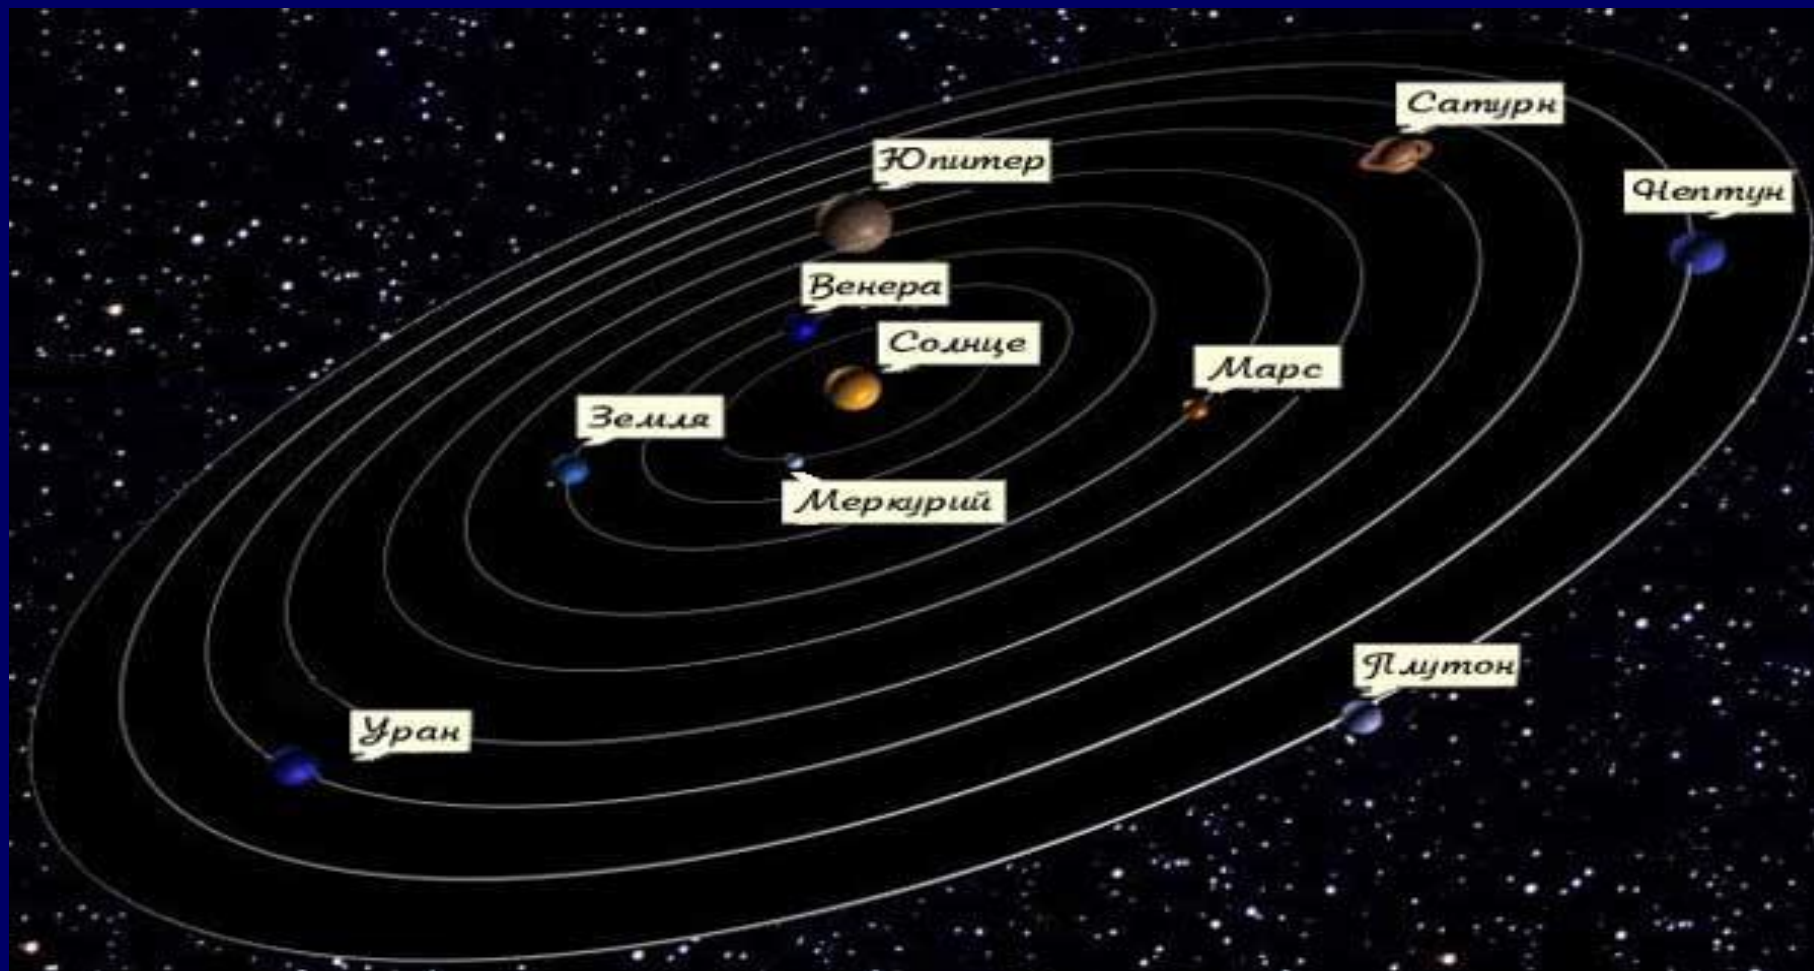 Сатурн
Юпитер
Нептун
Венера
Солнце
Марс
Земля
Меркурий
Плутон
Уран